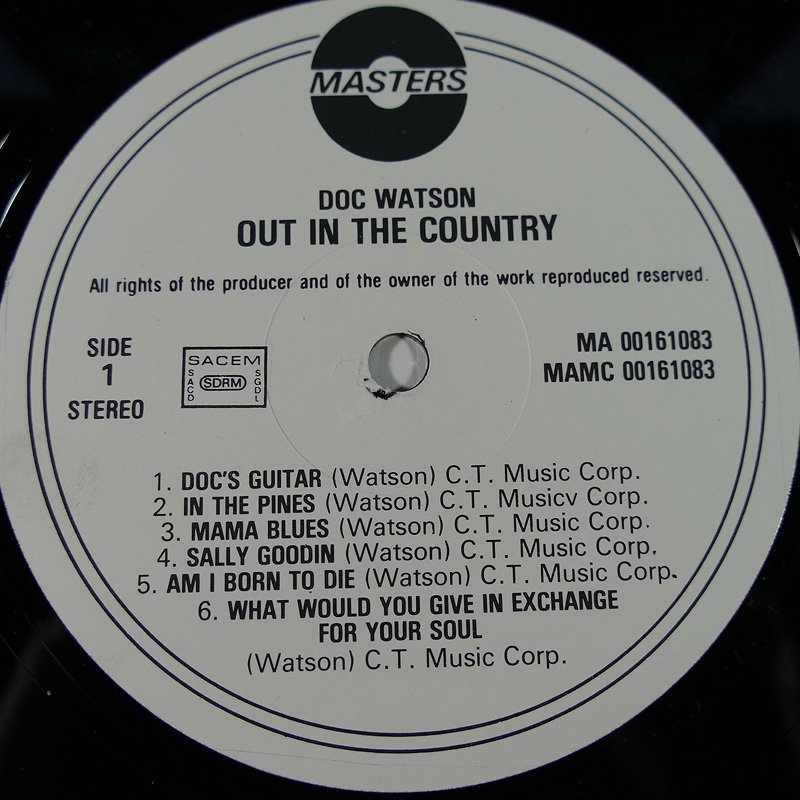 MASTERS
DOC WATSON
OUT IN THE COUNTRY
All rights of the producer and of the owner of the work reproduced reserved.
SIDE
1
STEREO
SACEM
SACD
SDRM
SGDL
MA 00161083
MAMC 00161083
1. DOC'S GUITAR (Watson) C.T. Music Corp.
2. IN THE PINES (Watson) C.T. Musicv Corp.
3. MAMA BLUES (Watson) C.T. Music Corp.
4. SALLY GOODIN (Watson) C.T. Music Corp.
5. AM I BORN TO DIE (Watson) C.T. Music Corp.
6. WHAT WOULD YOU GIVE IN EXCHANGE
FOR YOUR SOUL
(Watson) C.T. Music Corp.